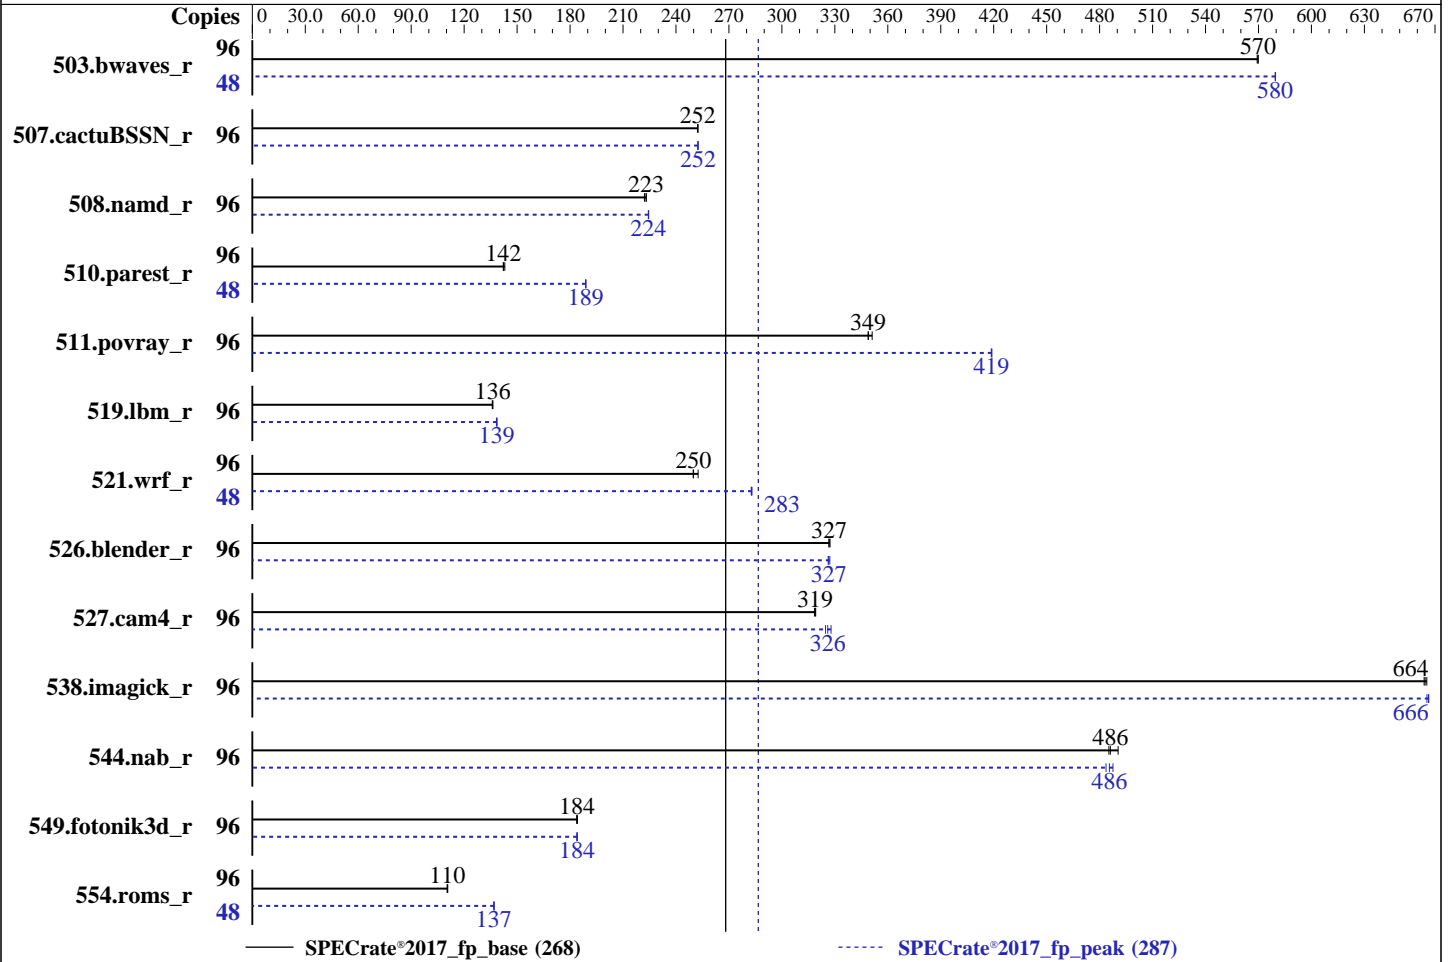 Copies 0 30.0 60.0 90.0 120 150 180 210 240 270 300 330 360 390 420 450 480 510 540 570 600 630 670
503.bwaves_r 96 570
48 580
507.cactuBSSN_r 96 252
252
508.namd_r 96 223
224
510.parest_r 96 142
48 189
511.povray_r 96 349
419
519.lbm_r 96 136
139
521.wrf_r 96 250
48 283
526.blender_r 96 327
327
527.cam4_r 96 319
326
538.imagick_r 96 664
666
544.nab_r 96 486
486
549.fotonik3d_r 96 184
184
554.roms_r 96 110
48 137
SPECrate®2017_fp_base (268) SPECrate®2017_fp_peak (287)